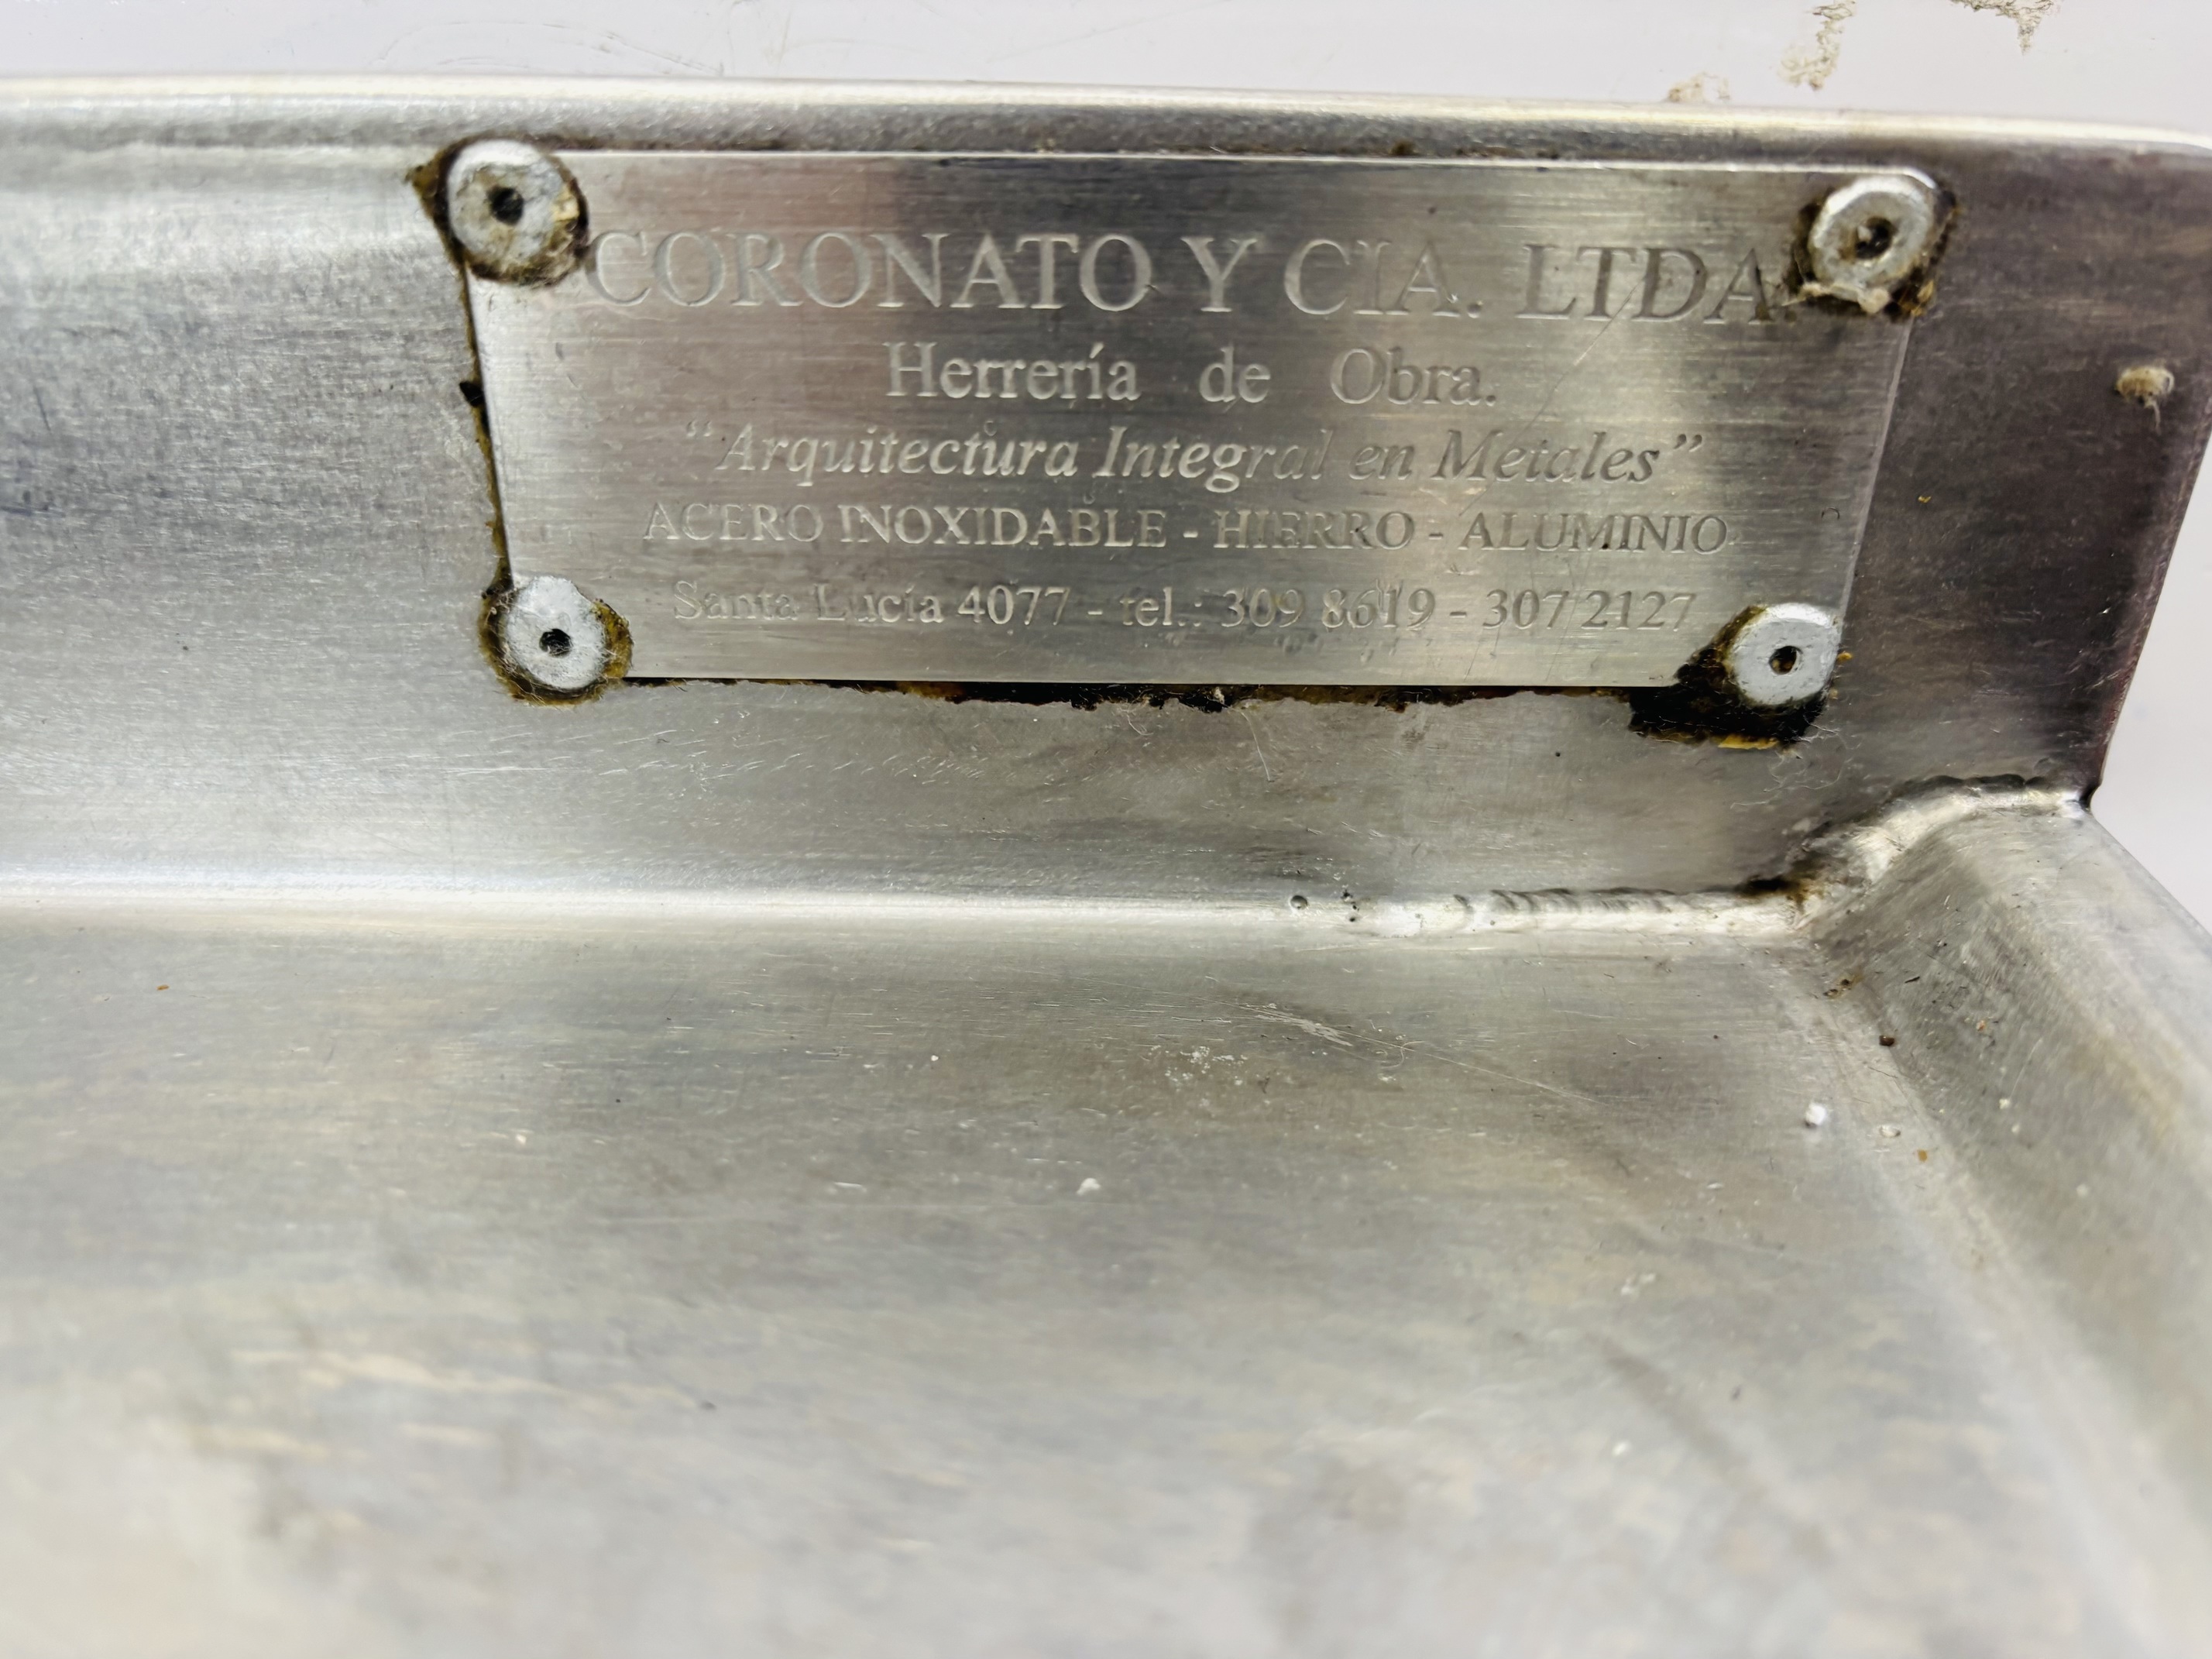 CORONATO Y CIA. LTDA.
Herrería de Obra.
“Arquitectura Integral en Metales”
ACERO INOXIDABLE - HIERRO - ALUMINIO
Santa Lucía 4077 - tel.: 309 8619 - 307 2127